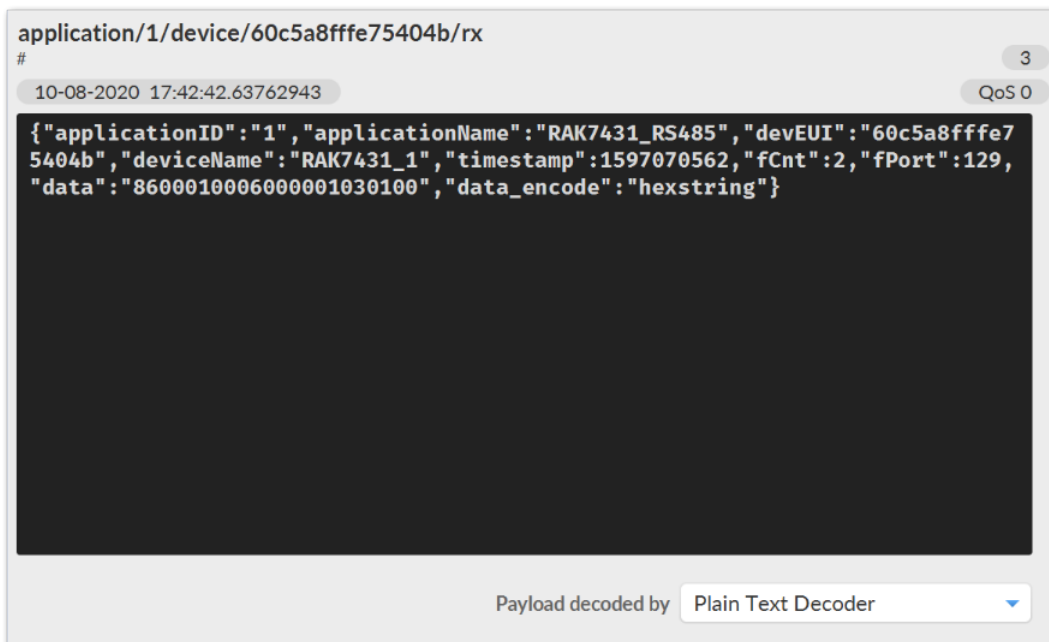 application/1/device/60c5a8fffe75404b/rx
#
3
10-08-2020 17:42:42.63762943
QoS 0
{"applicationID":"1","applicationName":"RAK7431_RS485","devEUI":"60c5a8fffe7
5404b","deviceName":"RAK7431_1","timestamp":1597070562,"fCnt":2,"fPort":129,
"data":"8600010006000001030100","data_encode":"hexstring"}
Payload decoded by
Plain Text Decoder